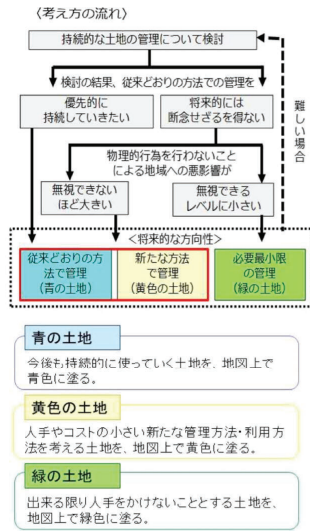 〈考え方の流れ〉
持続的な土地の管理について検討
検討の結果、従来どおりの方法での管理を
優先的に
持続していきたい
将来的には
断念せざるを得ない
難しい場合
物理的行為を行わないこと
による地域への悪影響が
無視できない
ほど大きい
無視できる
レベルに小さい
＜将来的な方向性＞
従来どおりの方
法で管理
（青の土地）
新たな方法
で管理
（黄色の土地）
必要最小限
の管理
（緑の土地）
青の土地
今後も持続的に使っていく土地を、地図上で
青色に塗る。
黄色の土地
人手やコストの小さい新たな管理方法・利用方
法を考える土地を、地図上で黄色に塗る。
緑の土地
出来る限り人手をかけないこととする土地を、
地図上で緑色に塗る。